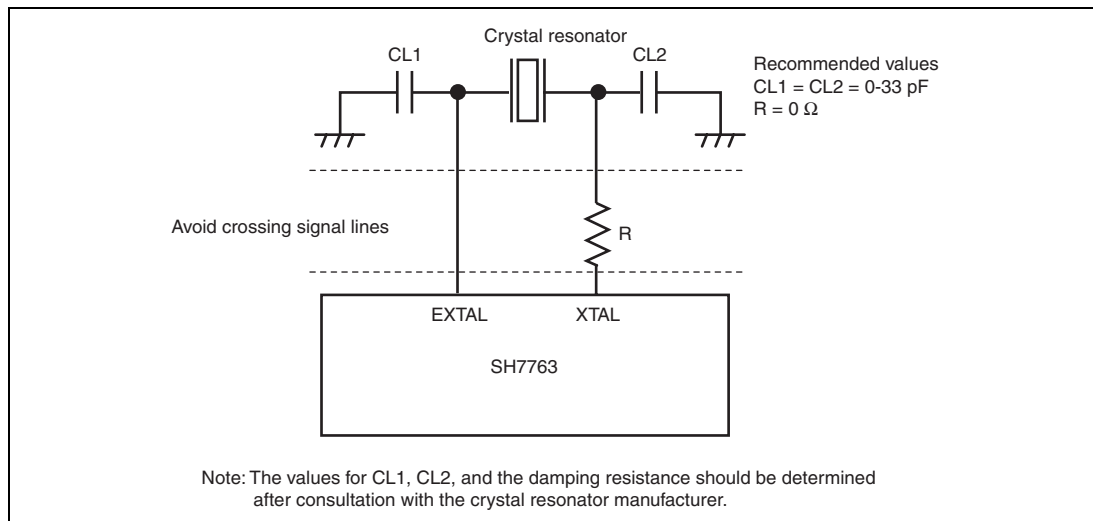 Crystal resonator
CL1
CL2
Recommended values
CL1 = CL2 = 0-33 pF
R = 0 Ω
Avoid crossing signal lines
R
EXTAL
XTAL
SH7763
Note: The values for CL1, CL2, and the damping resistance should be determined
after consultation with the crystal resonator manufacturer.